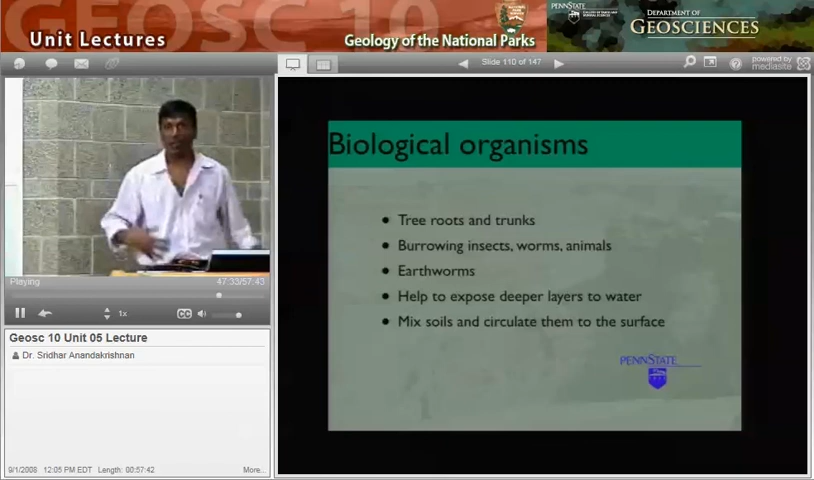 GEOSC 10
Unit Lectures
Geology of the National Parks
PENNSTATE
DEPARTMENT OF
GEOSCIENCES
Slide 110 of 147
powered by
mediasite
Biological organisms
Tree roots and trunks
Burrowing insects, worms, animals
Earthworms
Help to expose deeper layers to water
Mix soils and circulate them to the surface
PENNSTATE
Playing
47:33/57:43
1x
CC
Geosc 10 Unit 05 Lecture
Dr. Sridhar Anandakrishnan
9/1/2008 12:05 PM EDT Length: 00:57:42
More..